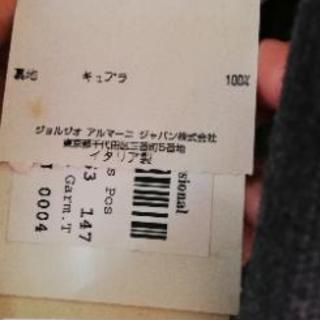 裏地 キュプラ 100%
ジョルジオ アルマーニ ジャパン株式会社
東京都千代田区三番町5番地
イタリア製
s Pos
3 147
Garm.T
0004
sional